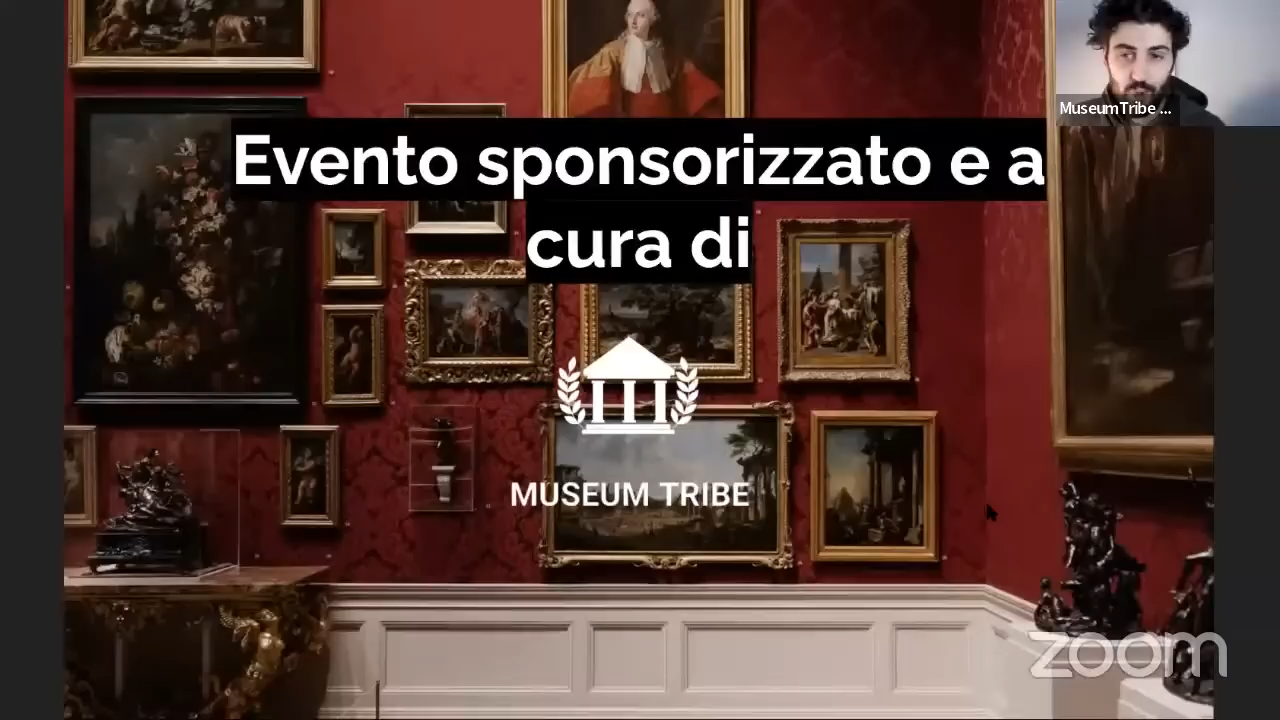 MuseumTribe ...
Evento sponsorizzato e a
cura di
MUSEUM TRIBE
zoom